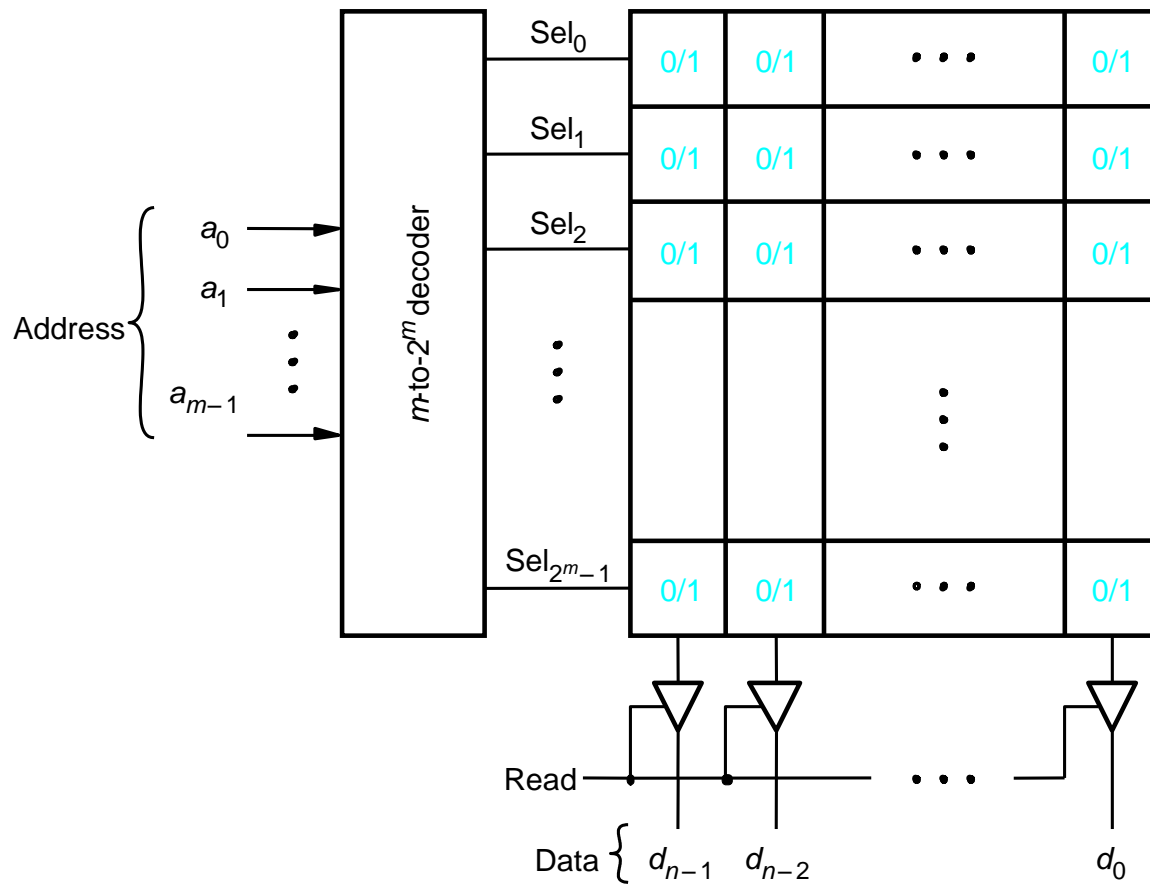 Sel₀
0/1 0/1 • • • 0/1
Sel₁
0/1 0/1 • • • 0/1
Sel₂
0/1 0/1 • • • 0/1
Address
a₀
a₁
aₘ₋₁
m-to-2ᵐ decoder
Sel₂ᵐ₋₁
0/1 0/1 • • • 0/1
Read • • •
Data { dₙ₋₁ dₙ₋₂ d₀